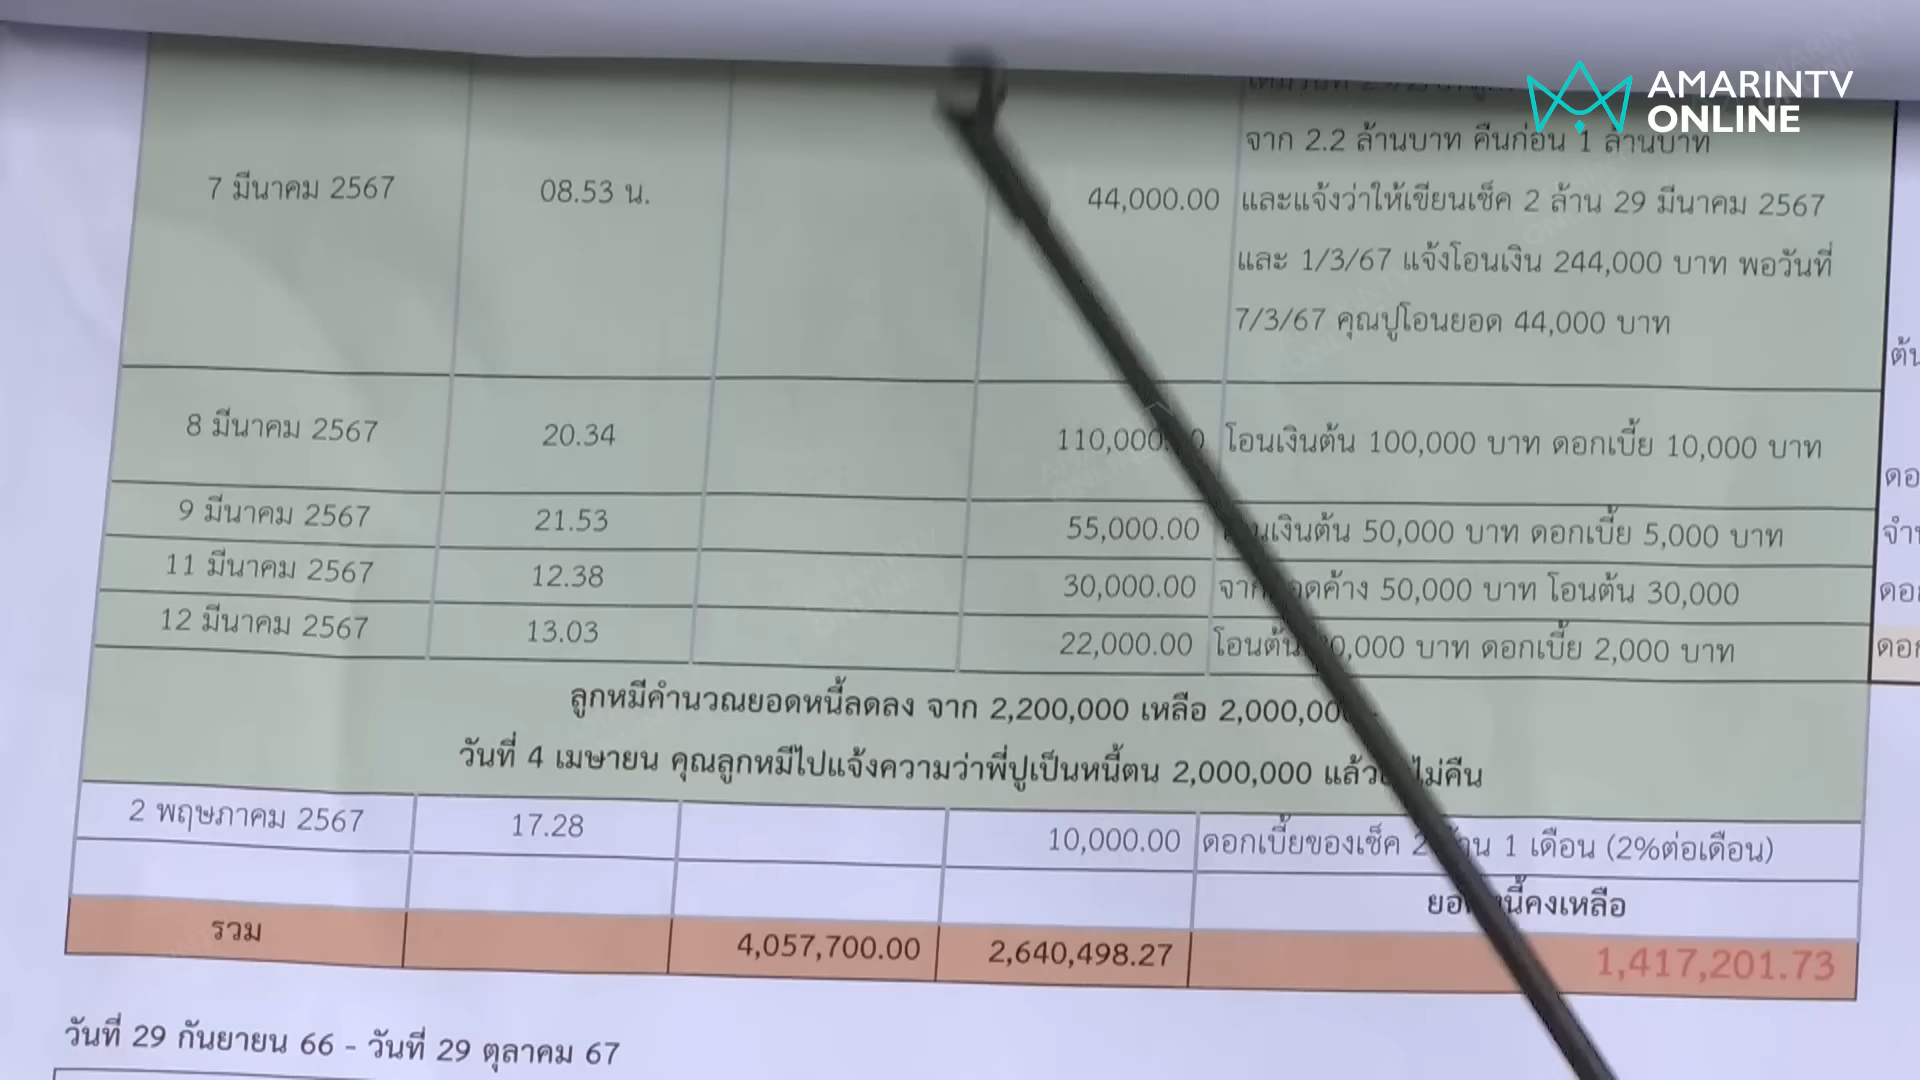 AMARINTV
ONLINE
จาก 2.2 ล้านบาท คืนก่อน 1 ล้านบาท
7 มีนาคม 2567 08.53 น. 44,000.00 และแจ้งว่าให้เขียนเช็ค 2 ล้าน 29 มีนาคม 2567
และ 1/3/67 แจ้งโอนเงิน 244,000 บาท พอวันที่
7/3/67 คุณปูโอนยอด 44,000 บาท
8 มีนาคม 2567 20.34 โอนเงินต้น 100,000 บาท ดอกเบี้ย 10,000 บาท
9 มีนาคม 2567 21.53 55,000.00 50,000 บาท ดอกเบี้ย 5,000 บาท
11 มีนาคม 2567 12.38 30,000.00 50,000 บาท โอนต้น 30,000
12 มีนาคม 2567 13.03 22,000.00 โอนต้น บาท ดอกเบี้ย 2,000 บาท
ลูกหมีคำนวณยอดหนี้ลดลง จาก 2,200,000 เหลือ
วันที่ 4 เมษายน คุณลูกหมีไปแจ้งความว่าพี่ปูเป็นหนี้ตน 2,000,000 ไม่คืน
2 พฤษภาคม 2567 17.28 10,000.00 ดอกเบี้ยของเช็ค 1 เดือน (2%ต่อเดือน)
คงเหลือ
รวม 4,057,700.00 2,640,498.27 1,417,201.73
วันที่ 29 กันยายน 66 - วันที่ 29 ตุลาคม 67